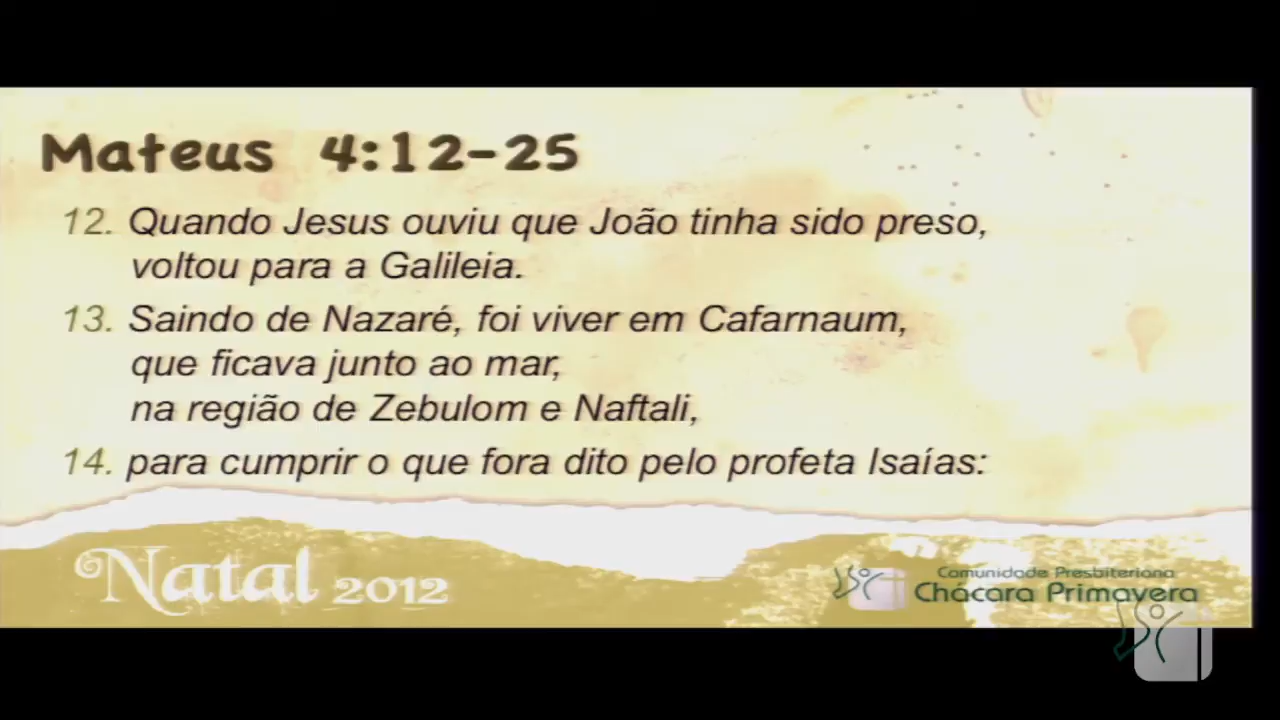 Mateus 4:12-25
12. Quando Jesus ouviu que João tinha sido preso,
voltou para a Galileia.
13. Saindo de Nazaré, foi viver em Cafarnaum,
que ficava junto ao mar,
na região de Zebulom e Naftali,
14. para cumprir o que fora dito pelo profeta Isaías:
Natal 2012
Comunidade Presbiteriana
Chácara Primavera